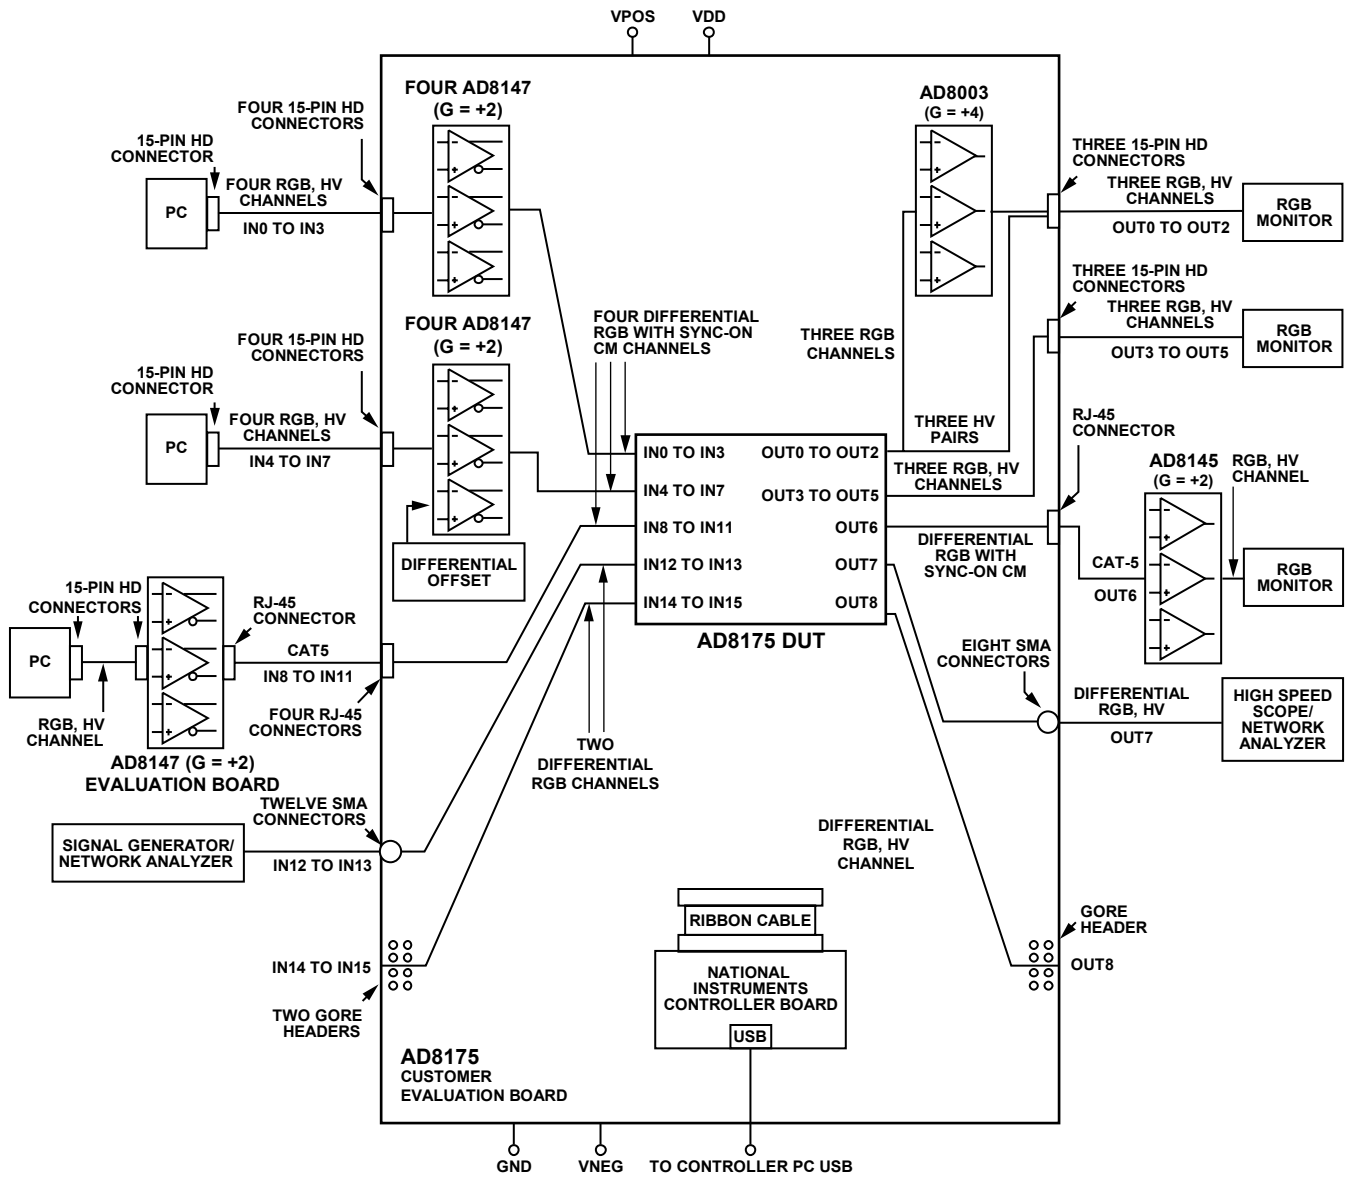 VPOS
VDD
FOUR AD8147
(G = +2)
AD8003
(G = +4)
FOUR 15-PIN HD
CONNECTORS
15-PIN HD
CONNECTOR
PC
FOUR RGB, HV
CHANNELS
IN0 TO IN3
THREE 15-PIN HD
CONNECTORS
THREE RGB, HV
CHANNELS
OUT0 TO OUT2
RGB
MONITOR
THREE 15-PIN HD
CONNECTORS
THREE RGB, HV
CHANNELS
OUT3 TO OUT5
RGB
MONITOR
FOUR AD8147
(G = +2)
FOUR DIFFERENTIAL
RGB WITH SYNC-ON
CM CHANNELS
THREE RGB
CHANNELS
FOUR 15-PIN HD
CONNECTORS
15-PIN HD
CONNECTOR
PC
FOUR RGB, HV
CHANNELS
IN4 TO IN7
THREE HV
PAIRS
RJ-45
CONNECTOR
IN0 TO IN3
OUT0 TO OUT2
IN4 TO IN7
OUT3 TO OUT5
IN8 TO IN11
OUT6
IN12 TO IN13
OUT7
IN14 TO IN15
OUT8
AD8175 DUT
THREE RGB, HV
CHANNELS
AD8145
(G = +2)
RGB, HV
CHANNEL
DIFFERENTIAL
RGB WITH
SYNC-ON CM
CAT-5
OUT6
RGB
MONITOR
DIFFERENTIAL
OFFSET
15-PIN HD
CONNECTORS
RJ-45
CONNECTOR
PC
CAT5
IN8 TO IN11
RGB, HV
CHANNEL
FOUR RJ-45
CONNECTORS
AD8147 (G = +2)
EVALUATION BOARD
EIGHT SMA
CONNECTORS
DIFFERENTIAL
RGB, HV
OUT7
HIGH SPEED
SCOPE/
NETWORK
ANALYZER
TWO
DIFFERENTIAL
RGB CHANNELS
TWELVE SMA
CONNECTORS
SIGNAL GENERATOR/
NETWORK ANALYZER
IN12 TO IN13
DIFFERENTIAL
RGB, HV
CHANNEL
RIBBON CABLE
GORE
HEADER
OUT8
IN14 TO IN15
TWO GORE
HEADERS
NATIONAL
INSTRUMENTS
CONTROLLER BOARD
USB
AD8175
CUSTOMER
EVALUATION BOARD
GND
VNEG
TO CONTROLLER PC USB